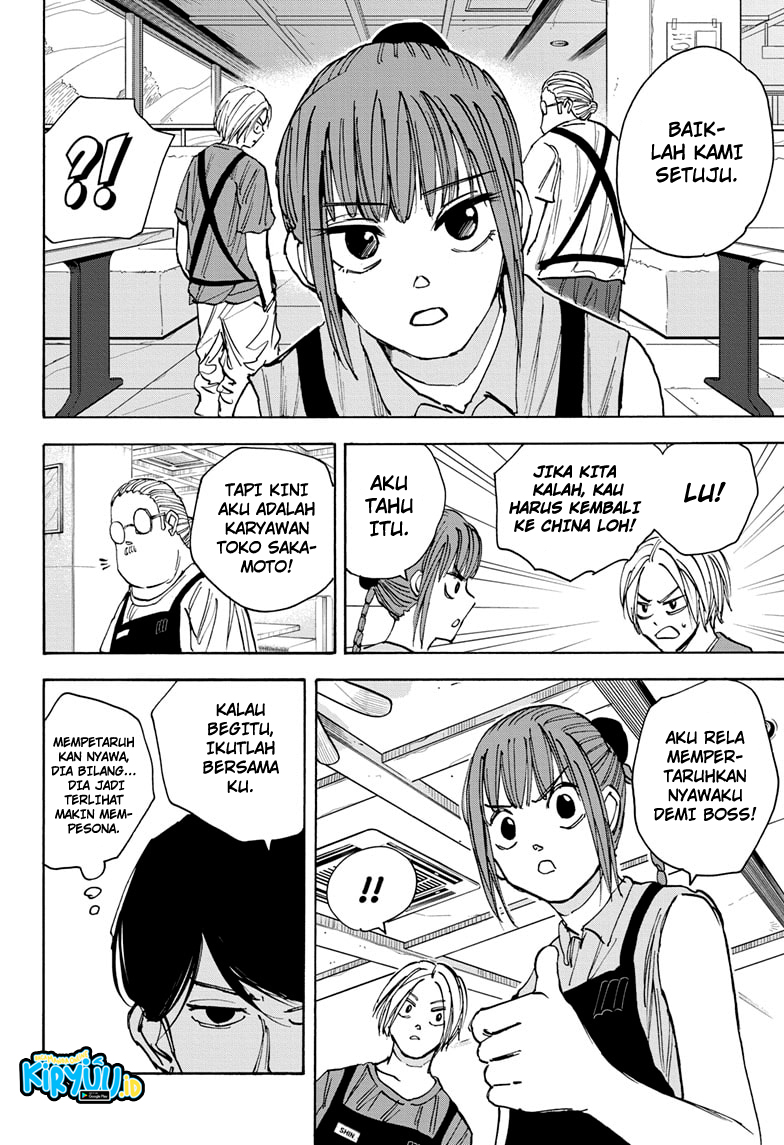 BAIK-
LAH KAMI
SETUJU.
?!
LU!
JIKA KITA
KALAH, KAU
HARUS KEMBALI
KE CHINA LOH!
AKU
TAHU
ITU.
TAPI KINI
AKU ADALAH
KARYAWAN
TOKO SAKA-
MOTO!
AKU RELA
MEMPER-
TARUHKAN
NYAWAKU
DEMI BOSS!
!!
SHIN
KALAU
BEGITU,
IKUTLAH
BERSAMA
KU.
MEMPETARUH
KAN NYAWA,
DIA BILANG...
DIA JADI
TERLIHAT
MAKIN MEM-
PESONA.
KIRYUU.ID